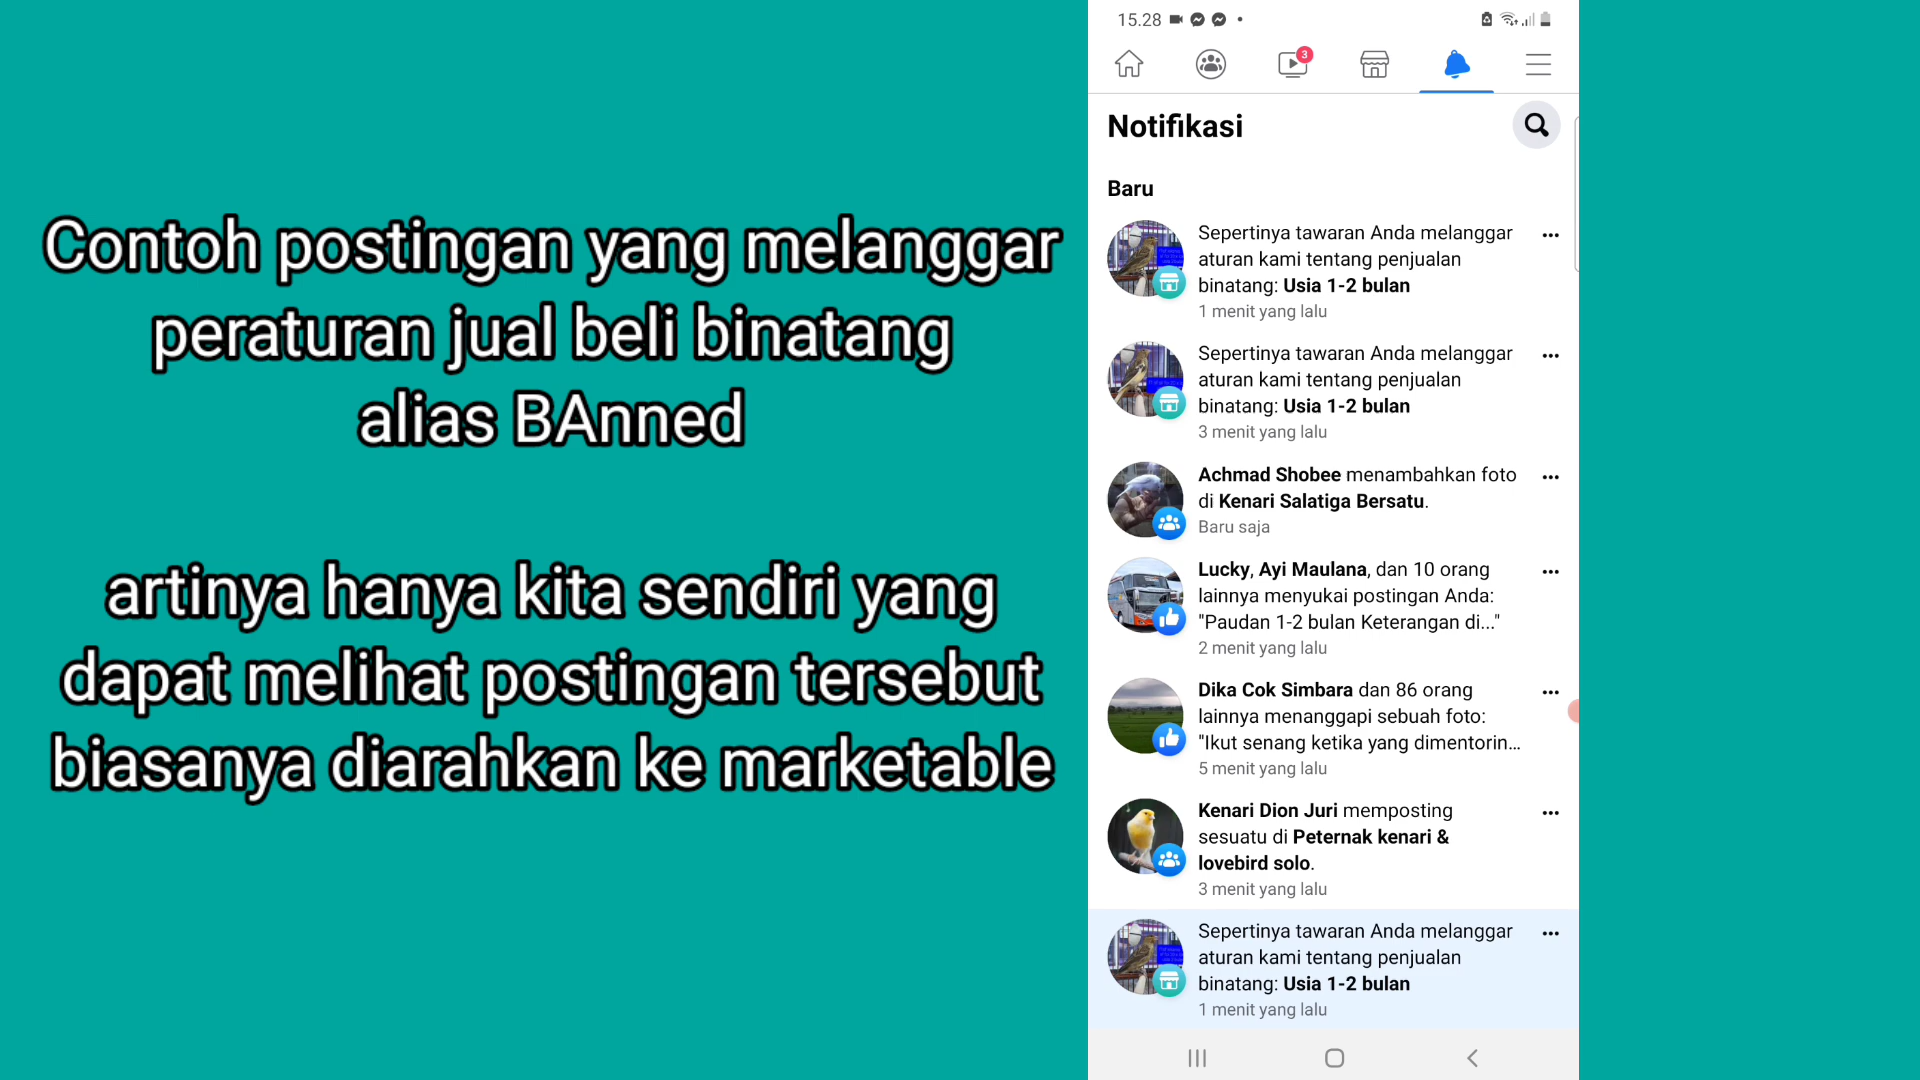 Contoh postingan yang melanggar
peraturan jual beli binatang
alias BAnned
artinya hanya kita sendiri yang
dapat melihat postingan tersebut
biasanya diarahkan ke marketable
15.28
3
Notifikasi
Baru
Sepertinya tawaran Anda melanggar
aturan kami tentang penjualan
binatang: Usia 1-2 bulan
1 menit yang lalu
Sepertinya tawaran Anda melanggar
aturan kami tentang penjualan
binatang: Usia 1-2 bulan
3 menit yang lalu
Achmad Shobee menambahkan foto
di Kenari Salatiga Bersatu.
Baru saja
Lucky, Ayi Maulana, dan 10 orang
lainnya menyukai postingan Anda:
"Paudan 1-2 bulan Keterangan di..."
2 menit yang lalu
Dika Cok Simbara dan 86 orang
lainnya menanggapi sebuah foto:
"Ikut senang ketika yang dimentorin...
5 menit yang lalu
Kenari Dion Juri memposting
sesuatu di Peternak kenari &
lovebird solo.
3 menit yang lalu
Sepertinya tawaran Anda melanggar
aturan kami tentang penjualan
binatang: Usia 1-2 bulan
1 menit yang lalu